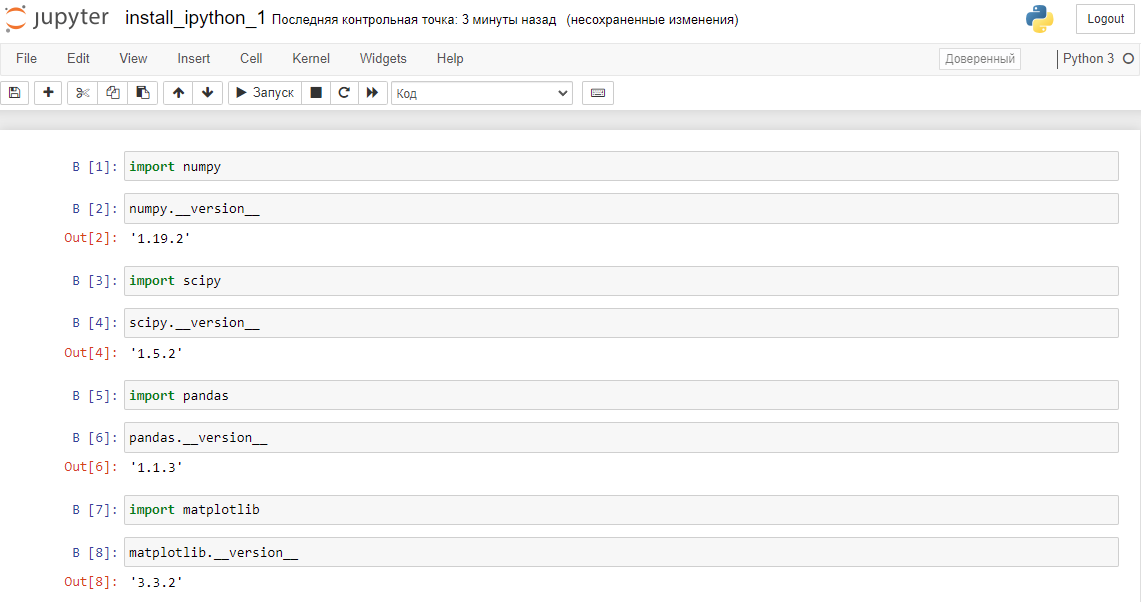 jupyter install_ipython_1 Последняя контрольная точка: 3 минуты назад (несохраненные изменения) Logout
File Edit View Insert Cell Kernel Widgets Help Доверенный Python 3
Запуск Код
В [1]: import numpy
В [2]: numpy.__version__
Out[2]: '1.19.2'
В [3]: import scipy
В [4]: scipy.__version__
Out[4]: '1.5.2'
В [5]: import pandas
В [6]: pandas.__version__
Out[6]: '1.1.3'
В [7]: import matplotlib
В [8]: matplotlib.__version__
Out[8]: '3.3.2'